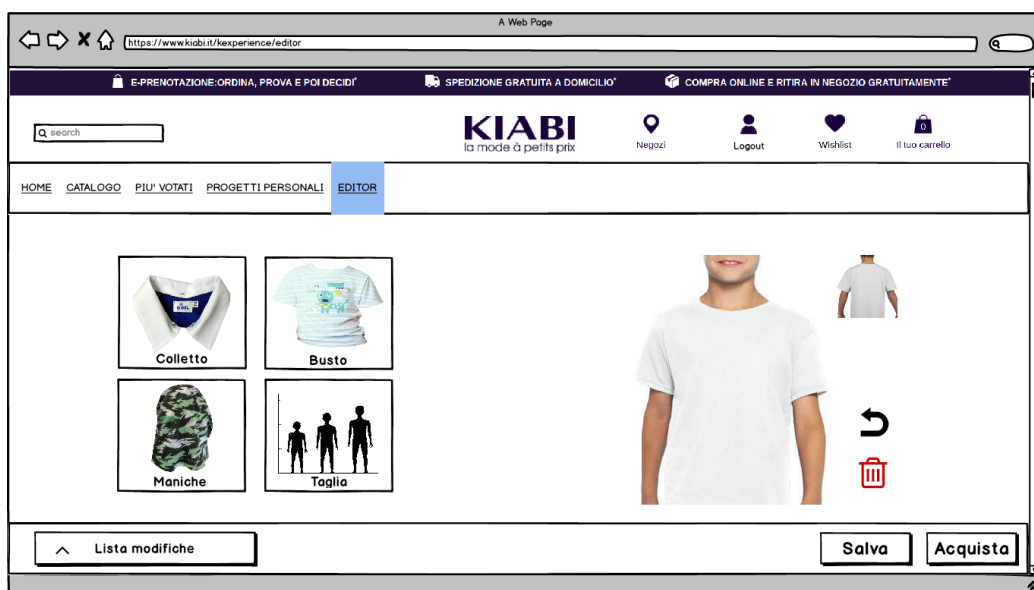 A Web Page
https://www.kiabi.it/kexperience/editor
E-PRENOTAZIONE:ORDINA, PROVA E POI DECIDI*
SPEDIZIONE GRATUITA A DOMICILIO*
COMPRA ONLINE E RITIRA IN NEGOZIO GRATUITAMENTE*
search
KIABI
la mode à petits prix
Negozi
Logout
Wishlist
0
Il tuo carrello
HOME CATALOGO PIU' VOTATI PROGETTI PERSONALI EDITOR
Colletto
Busto
Maniche
Taglia
Lista modifiche
Salva
Acquista